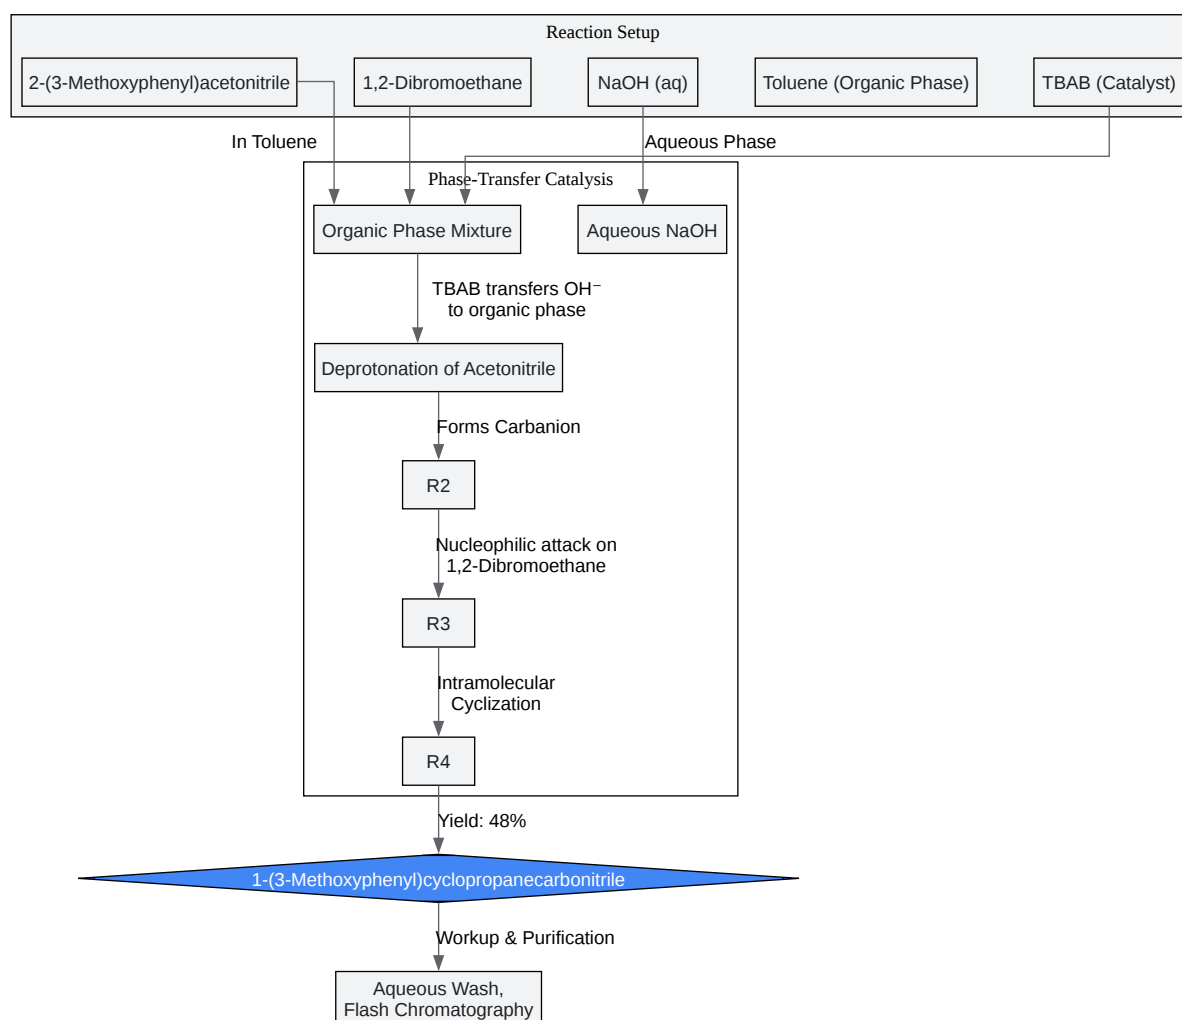 Reaction Setup
2-(3-Methoxyphenyl)acetonitrile
1,2-Dibromoethane
NaOH (aq)
Toluene (Organic Phase)
TBAB (Catalyst)
In Toluene
Aqueous Phase
Phase-Transfer Catalysis
Organic Phase Mixture
Aqueous NaOH
TBAB transfers OH⁻
to organic phase
Deprotonation of Acetonitrile
Forms Carbanion
R2
Nucleophilic attack on
1,2-Dibromoethane
R3
Intramolecular
Cyclization
R4
Yield: 48%
1-(3-Methoxyphenyl)cyclopropanecarbonitrile
Workup & Purification
Aqueous Wash,
Flash Chromatography